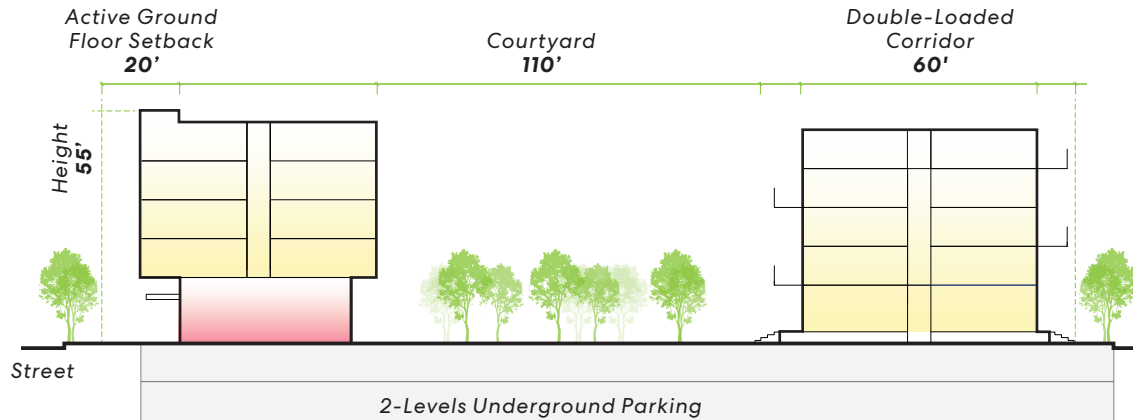 Active Ground
Floor Setback
20’
Courtyard
110’
Double-Loaded
Corridor
60'
Height
55’
Street
2-Levels Underground Parking